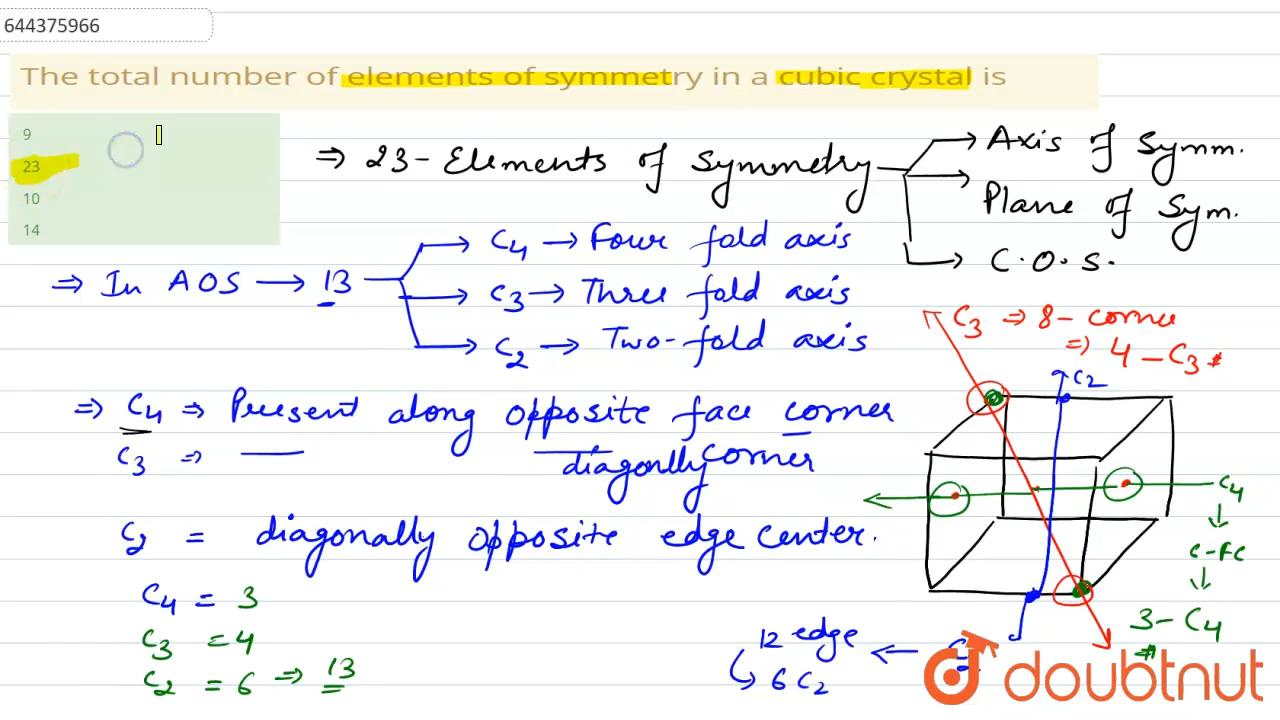 644375966
The total number of elements of symmetry in a cubic crystal is
9
23
10
14
⇒ 23 - Elements of Symmetry
→ Axis of Symm.
→ Plane of Sym.
→ C.O.S.
⇒ In AOS → 13
→ C4 → Four fold axis
→ C3 → Three fold axis
→ C2 → Two-fold axis
C3 ⇒ 8 - corner
⇒ 4 - C3
C2
⇒ C4 ⇒ Present along opposite face corner
C3 ⇒ —— diagonlly corner
C2 = diagonally opposite edge center.
C4
↓
C-FC
↓
3 - C4
C4 = 3
C3 = 4
C2 = 6 ⇒ 13
12 edge ←
6 C2
doubtnut